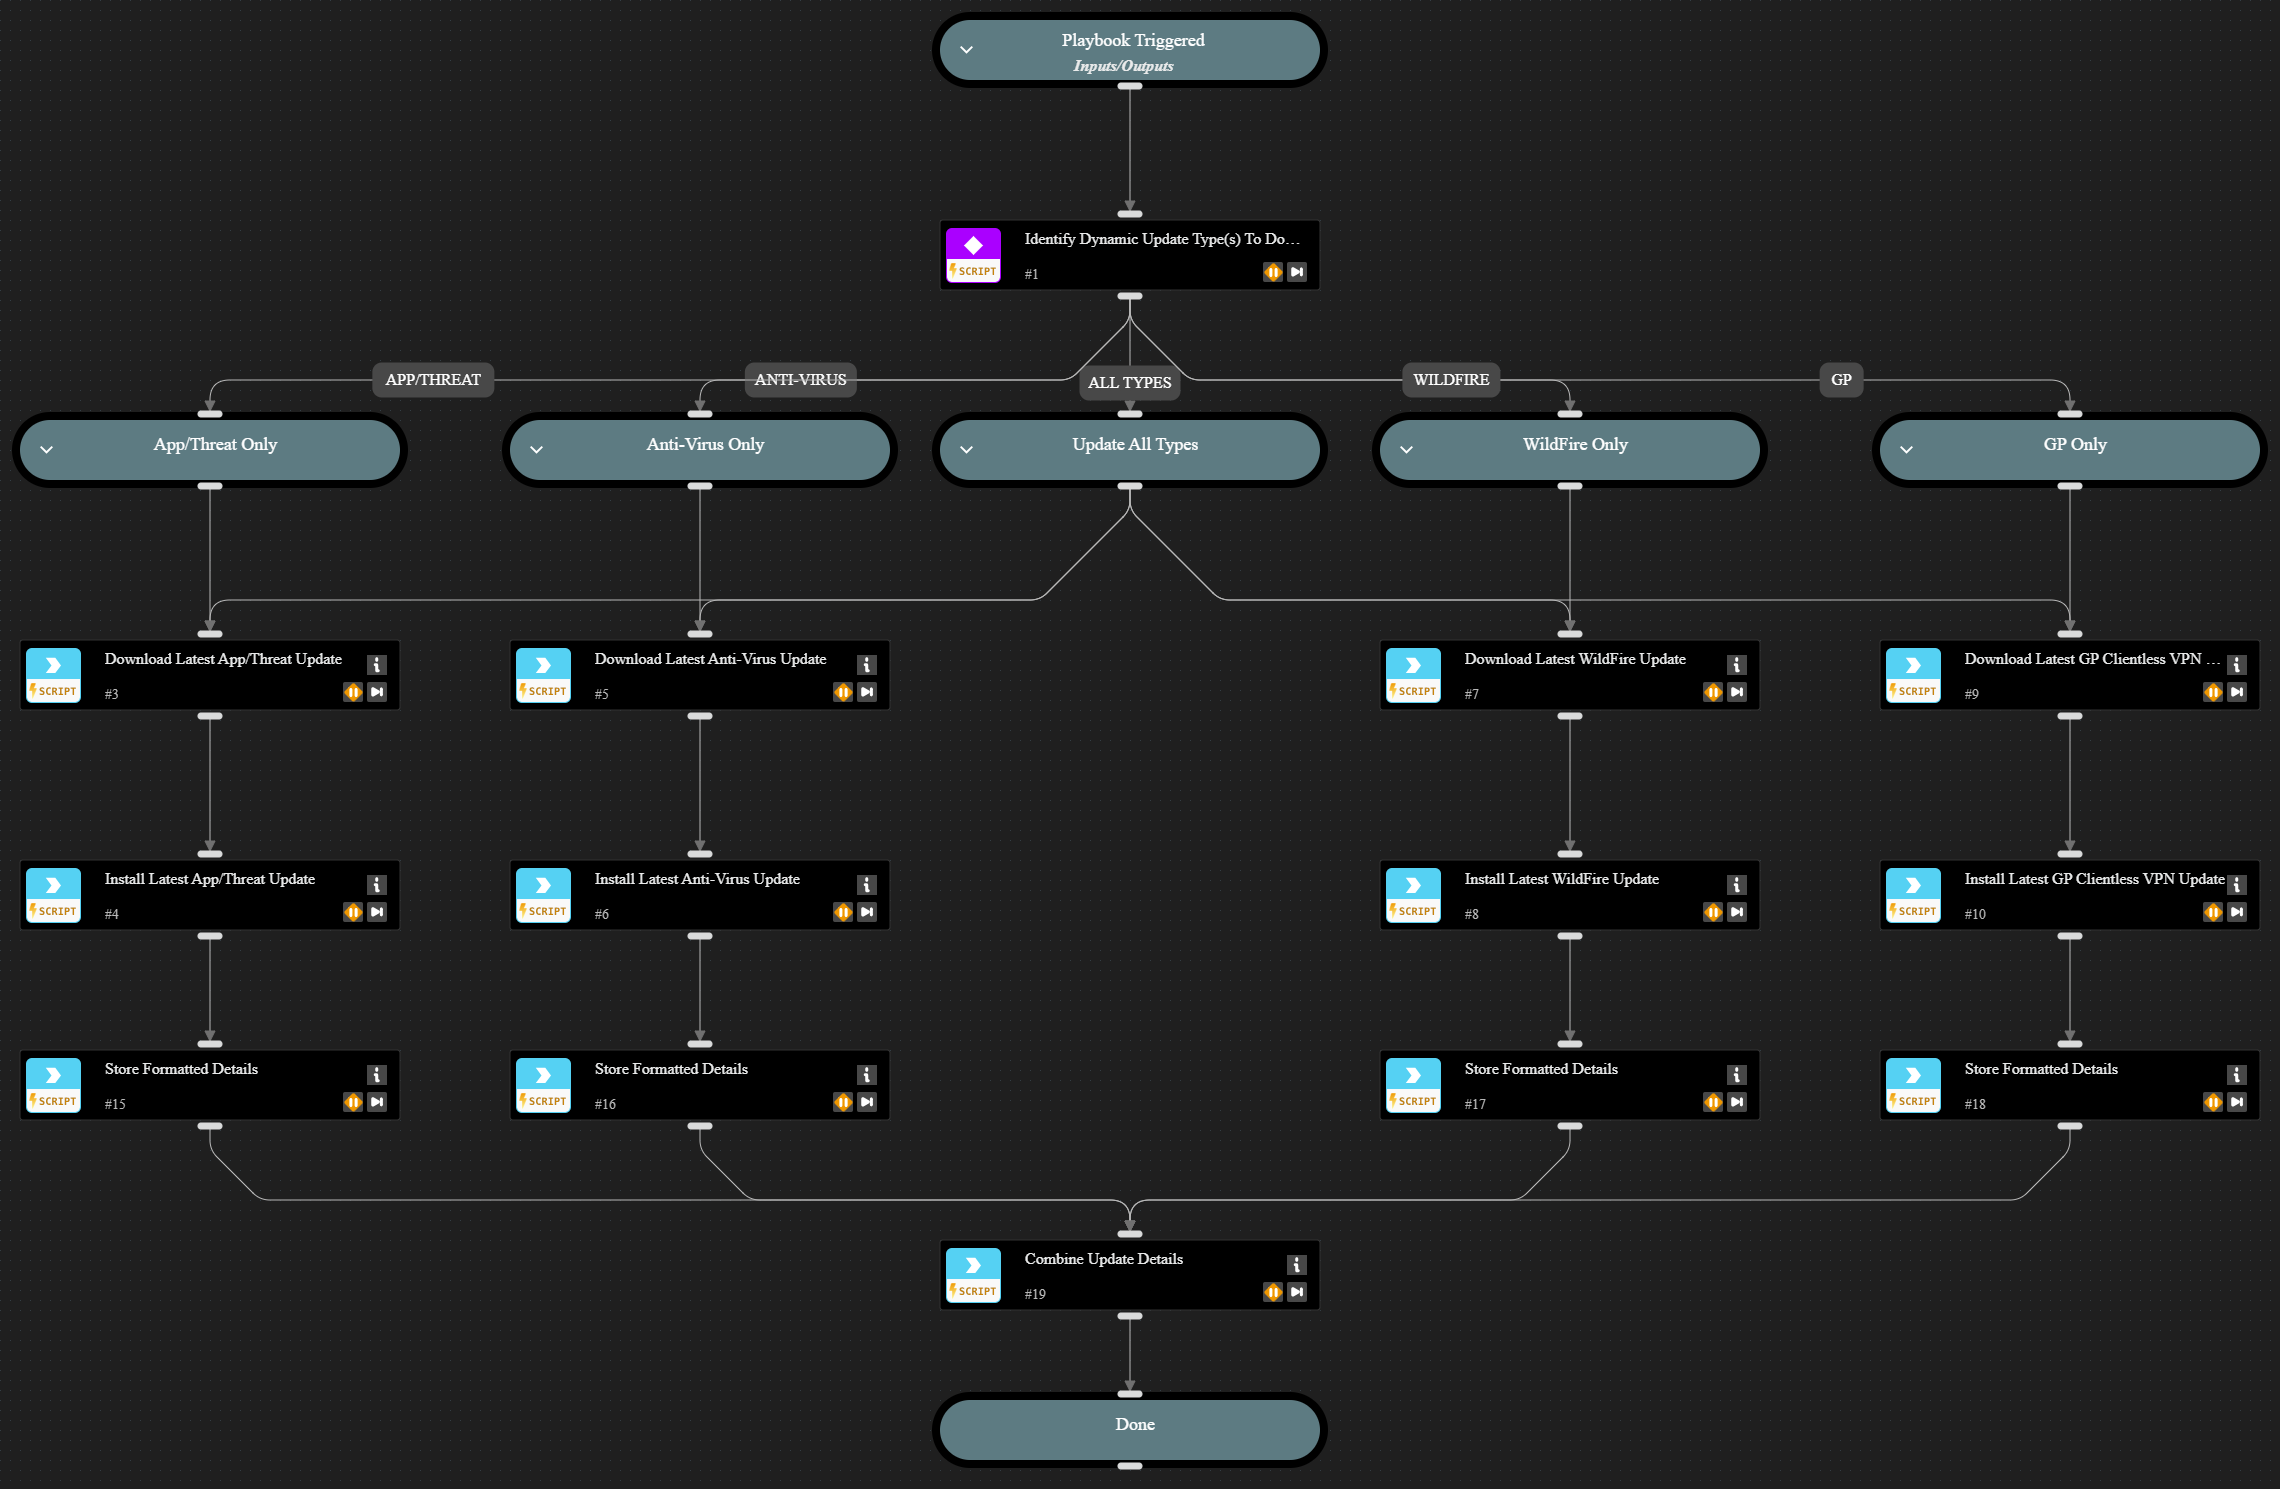 Playbook Triggered
Inputs/Outputs
Identify Dynamic Update Type(s) To Do...
SCRIPT
#1
APP/THREAT
ANTI-VIRUS
ALL TYPES
WILDFIRE
GP
App/Threat Only
Anti-Virus Only
Update All Types
WildFire Only
GP Only
Download Latest App/Threat Update
SCRIPT
#3
Download Latest Anti-Virus Update
SCRIPT
#5
Download Latest WildFire Update
SCRIPT
#7
Download Latest GP Clientless VPN ...
SCRIPT
#9
Install Latest App/Threat Update
SCRIPT
#4
Install Latest Anti-Virus Update
SCRIPT
#6
Install Latest WildFire Update
SCRIPT
#8
Install Latest GP Clientless VPN Update
SCRIPT
#10
Store Formatted Details
SCRIPT
#15
Store Formatted Details
SCRIPT
#16
Store Formatted Details
SCRIPT
#17
Store Formatted Details
SCRIPT
#18
Combine Update Details
SCRIPT
#19
Done